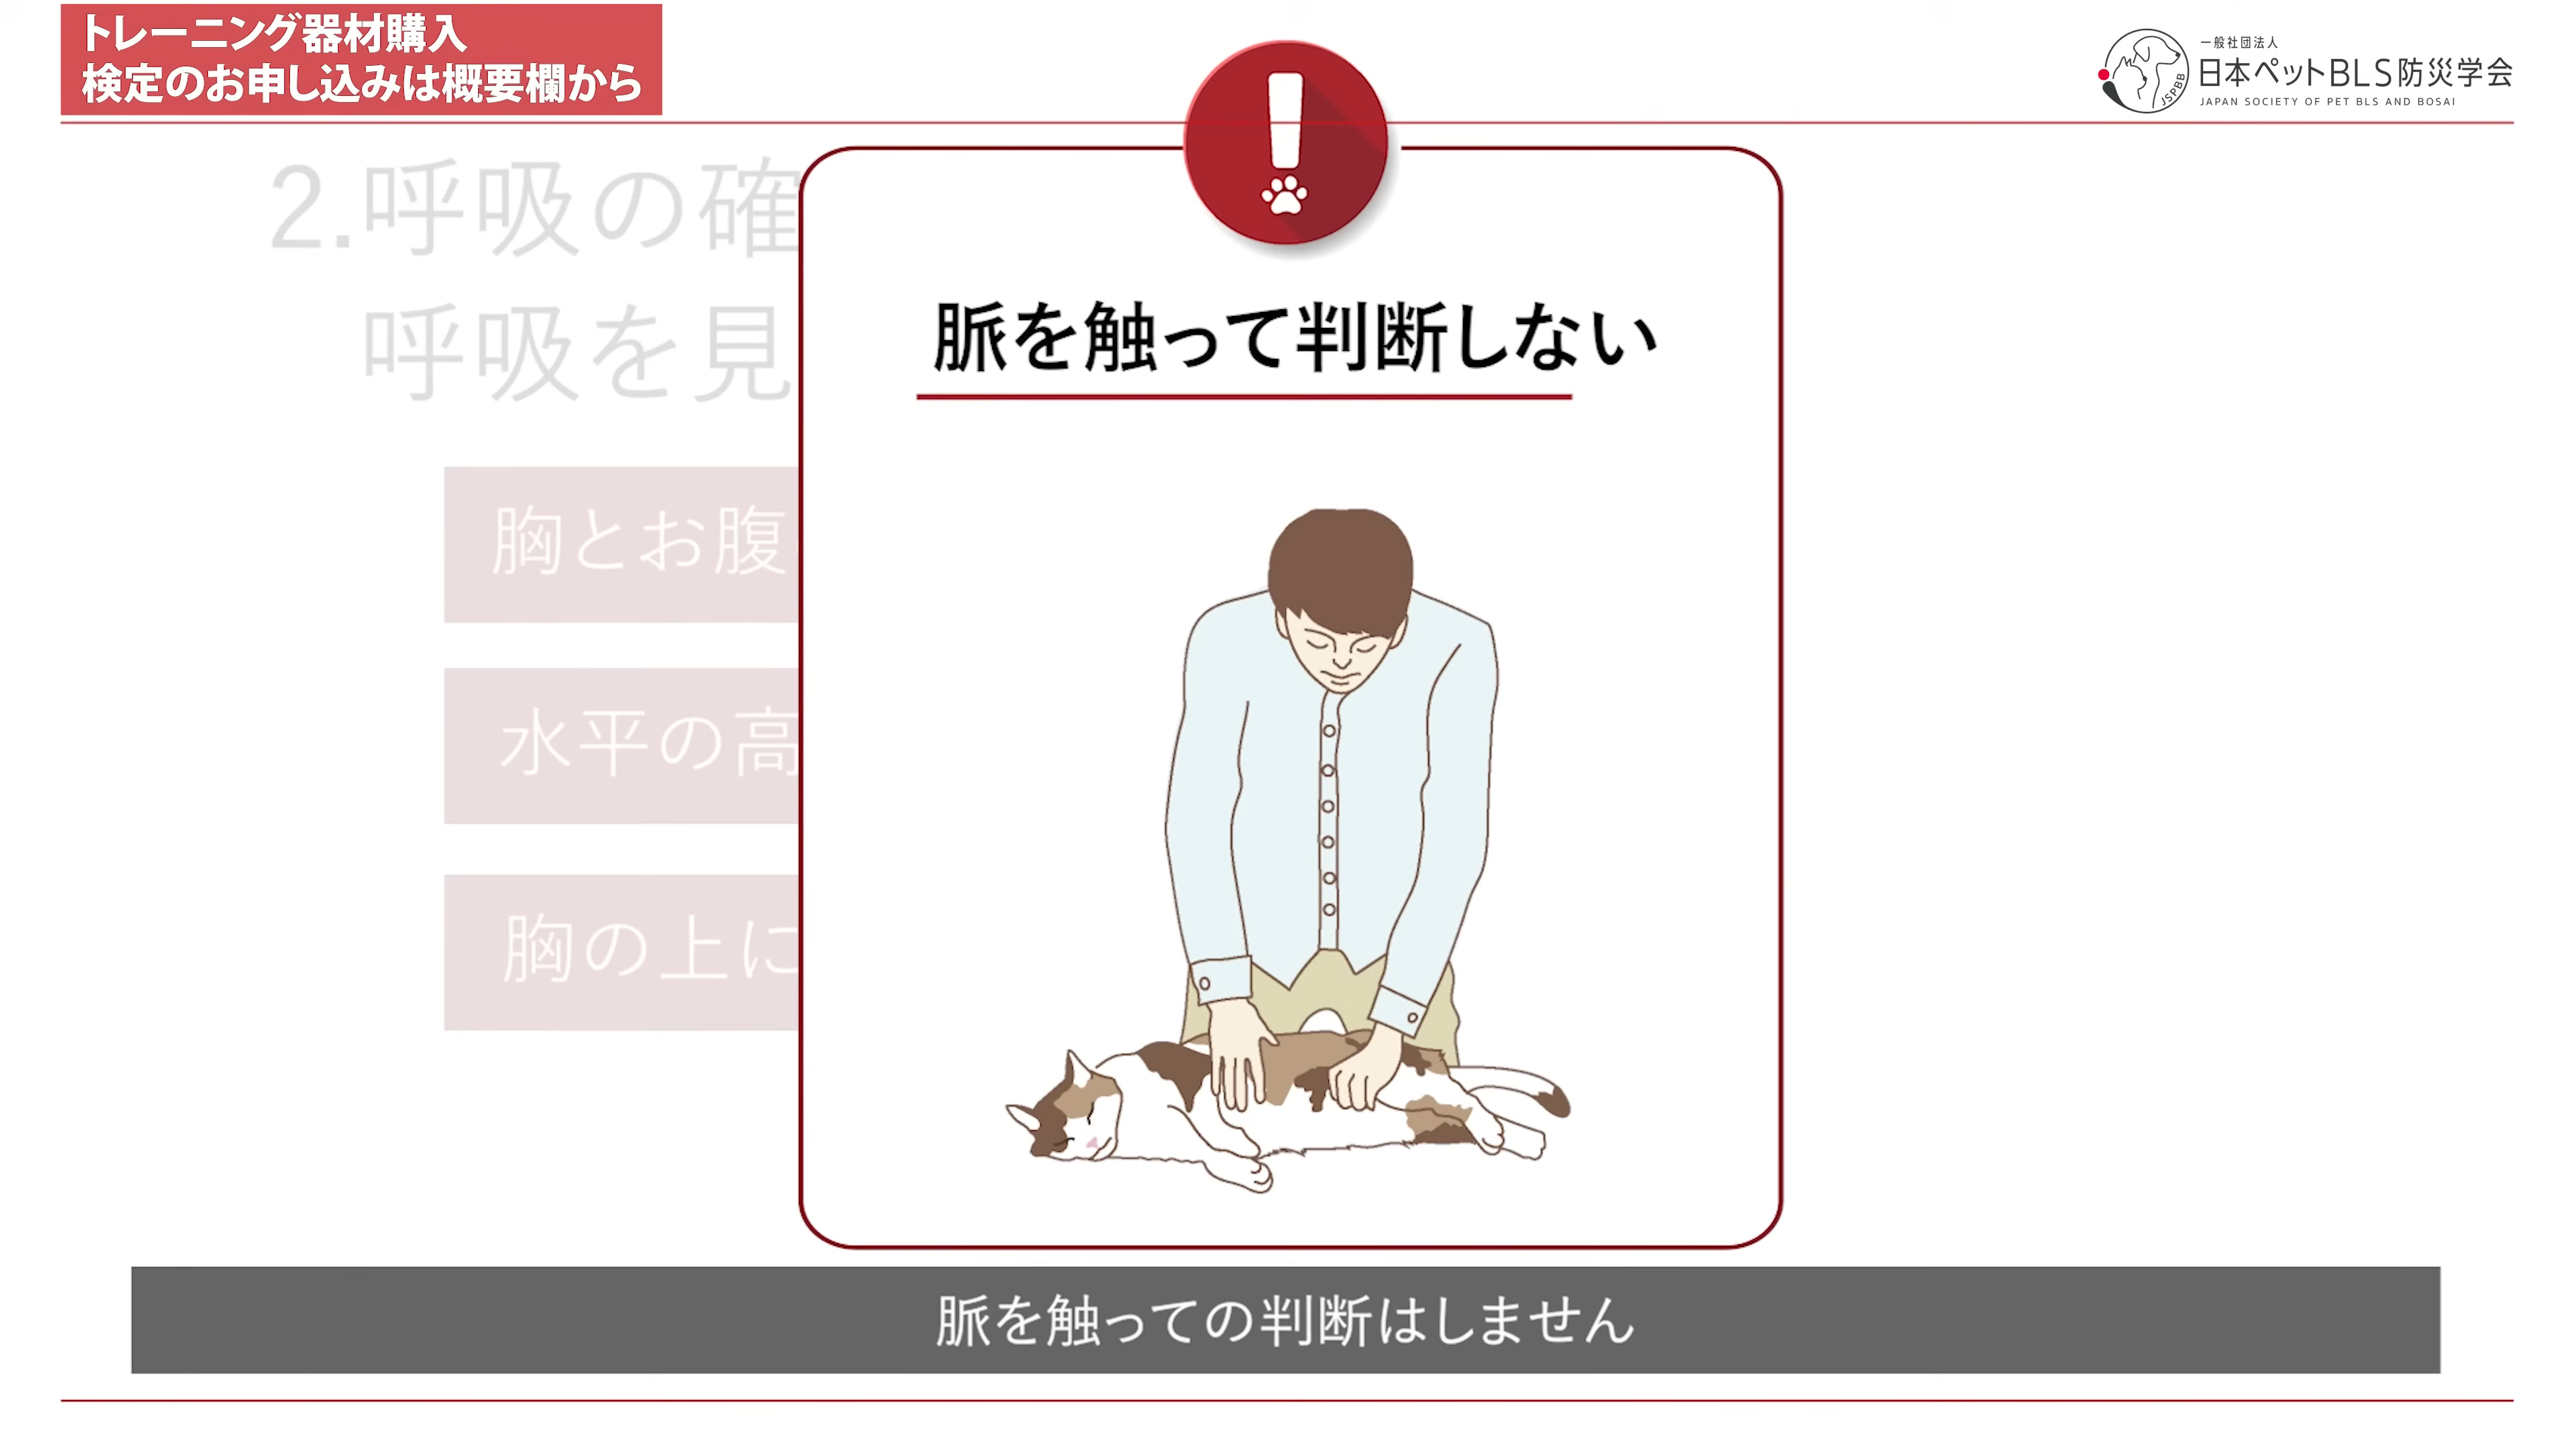 トレーニング器材購入
検定のお申し込みは概要欄から
一般社団法人
日本ペットBLS防災学会
JAPAN SOCIETY OF PET BLS AND BOSAI
JSPBB
2.呼吸の確
呼吸を見
脈を触って判断しない
胸とお腹
水平の高
胸の上に
脈を触っての判断はしません